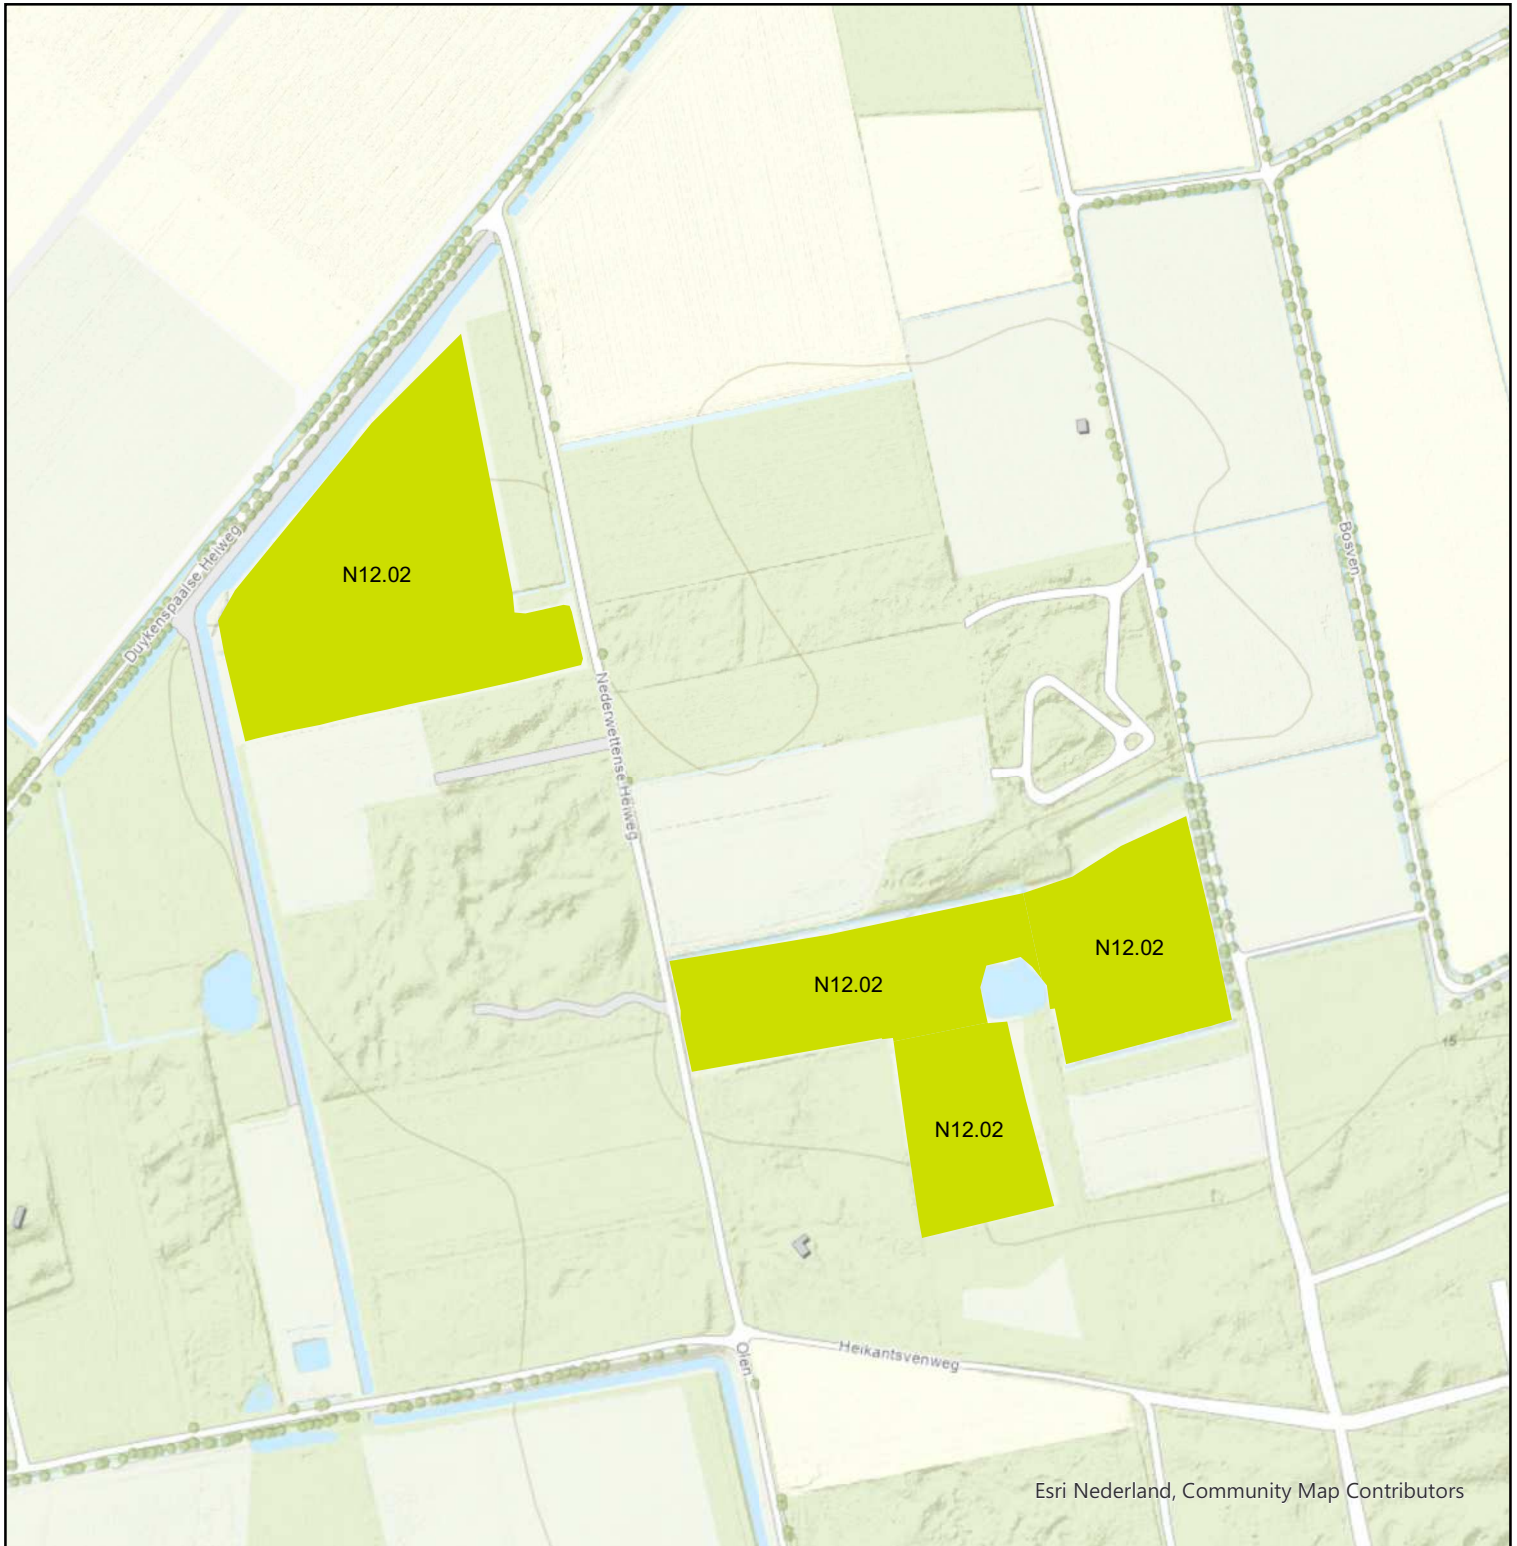 Duykenspaalse Heiweg
Bosven
N12.02
Nederwettense Heiweg
N12.02
N12.02
15
N12.02
Olen
Heikantsvenweg
Esri Nederland, Community Map Contributors